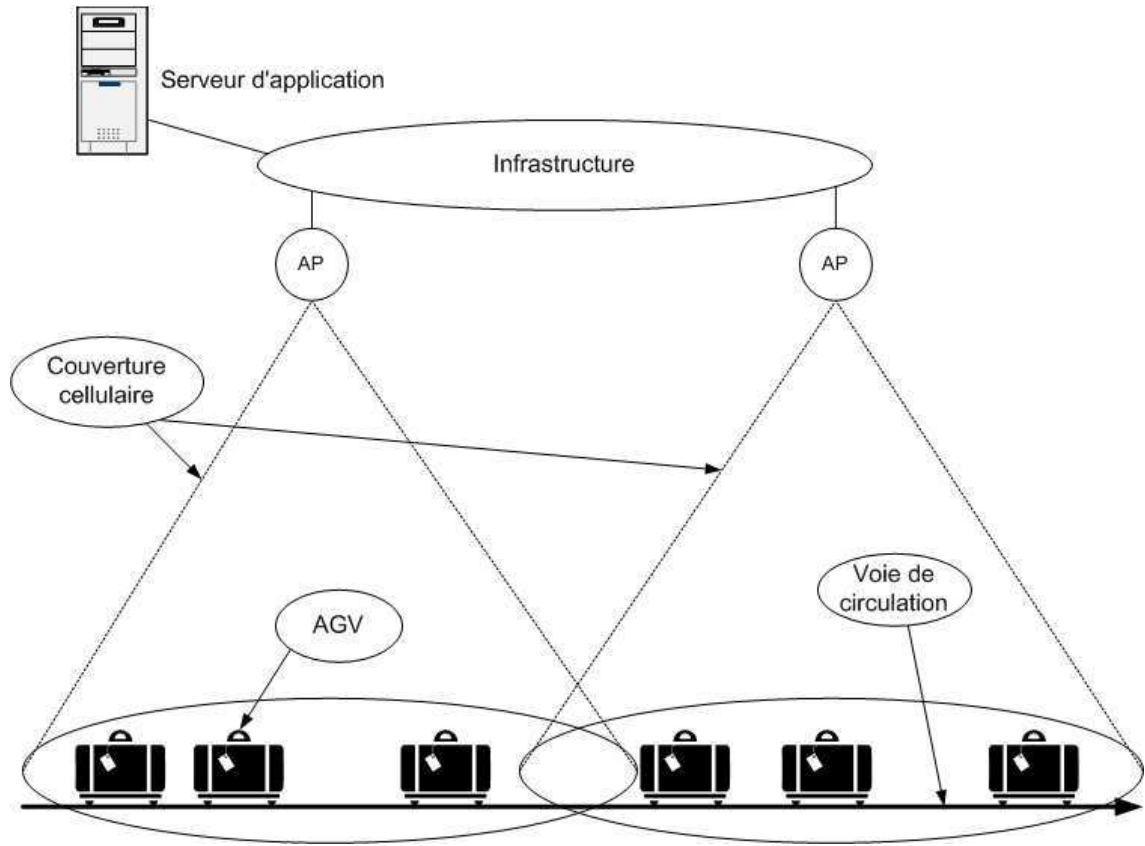 Serveur d'application
Infrastructure
AP
AP
Couverture
cellulaire
Voie de
circulation
AGV